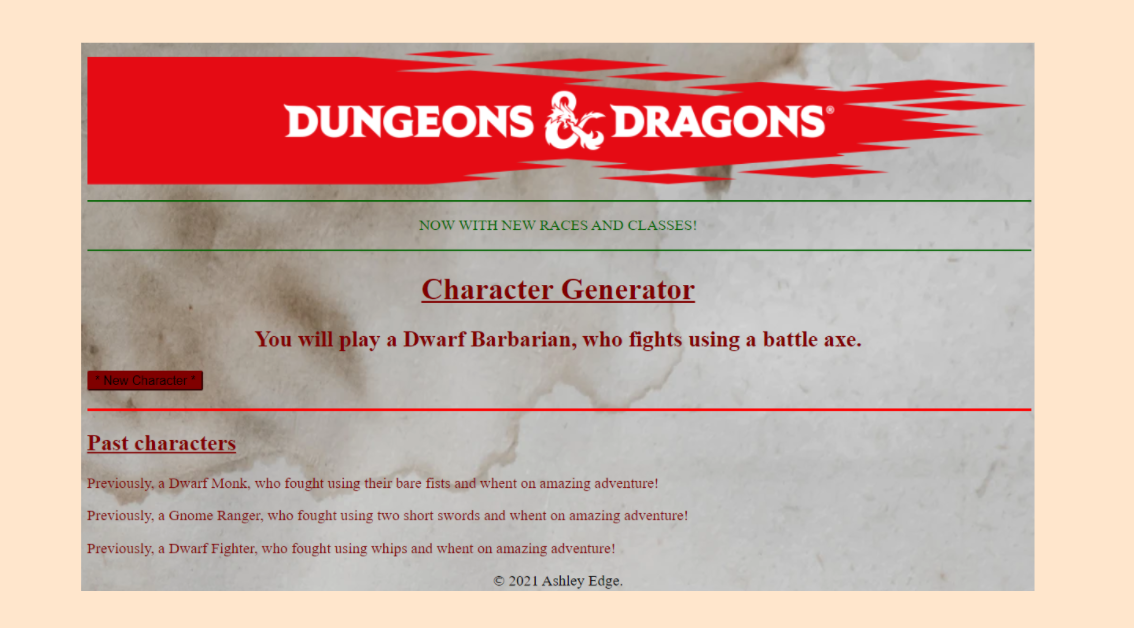 DUNGEONS & DRAGONS®
NOW WITH NEW RACES AND CLASSES!
Character Generator
You will play a Dwarf Barbarian, who fights using a battle axe.
* New Character *
Past characters
Previously, a Dwarf Monk, who fought using their bare fists and whent on amazing adventure!
Previously, a Gnome Ranger, who fought using two short swords and whent on amazing adventure!
Previously, a Dwarf Fighter, who fought using whips and whent on amazing adventure!
© 2021 Ashley Edge.